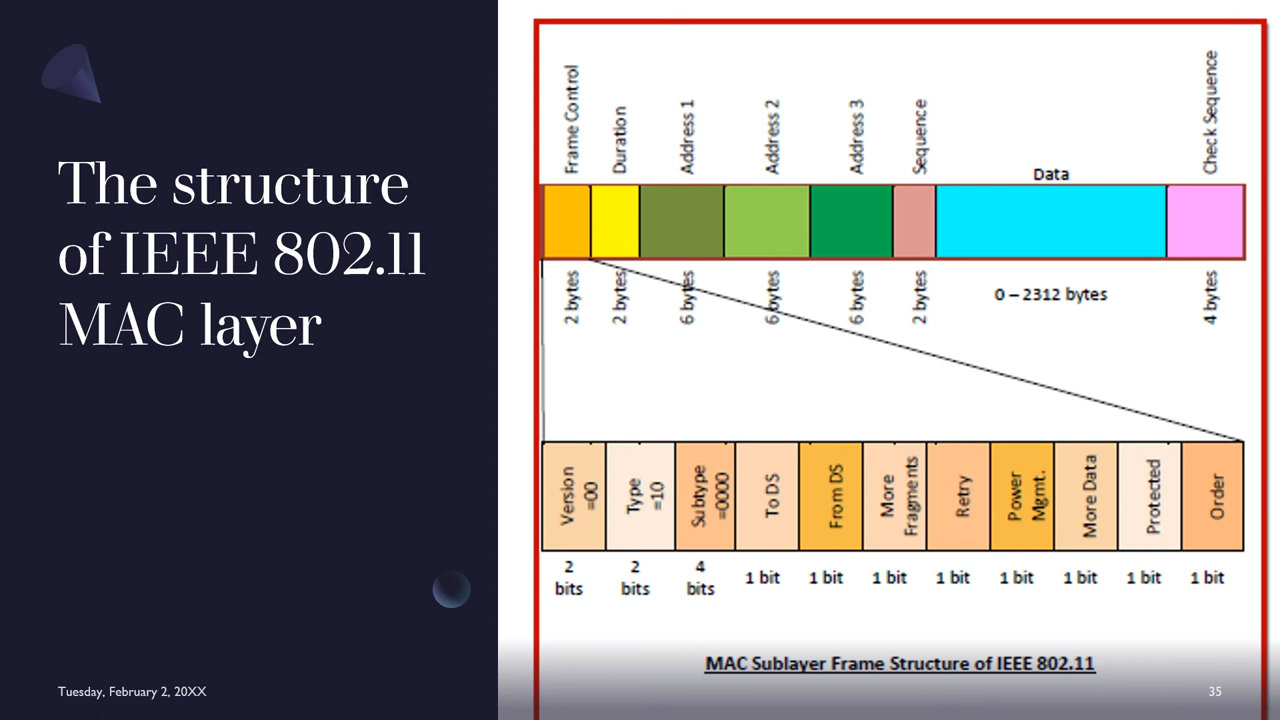 The structure
of IEEE 802.11
MAC layer
Frame Control
Duration
Address 1
Address 2
Address 3
Sequence
Data
Check Sequence
2 bytes
2 bytes
6 bytes
6 bytes
6 bytes
2 bytes
0 – 2312 bytes
4 bytes
Version
=00
Type
=10
Subtype
=0000
To DS
From DS
More
Fragments
Retry
Power
Mgmt.
More Data
Protected
Order
2
bits
2
bits
4
bits
1 bit
1 bit
1 bit
1 bit
1 bit
1 bit
1 bit
1 bit
MAC Sublayer Frame Structure of IEEE 802.11
Tuesday, February 2, 20XX
35